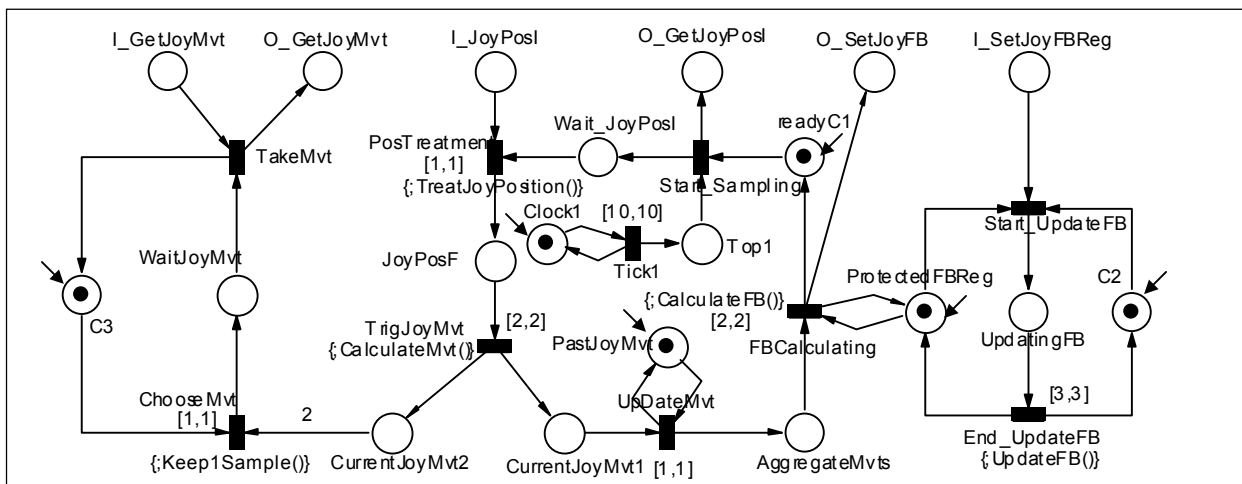 I_GetJoyMvt
O_GetJoyMvt
I_JoyPosI
O_GetJoyPosI
O_SetJoyFB
I_SetJoyFBReg
TakeMvt
PosTreatment
[1,1]
{;TreatJoyPosition()}
Wait_JoyPosI
Start_Sampling
readyC1
Clock1
[10,10]
Tick1
Top1
Start_UpdateFB
WaitJoyMvt
JoyPosF
C3
ProtectedFBReg
C2
{;CalculateFB()}
[2,2]
FBCalculating
UpdatingFB
TrigJoyMvt
{;CalculateMvt()}
[2,2]
PastJoyMvt
ChooseMvt
[1,1]
2
{;Keep1Sample()}
CurrentJoyMvt2
CurrentJoyMvt1
UpDateMvt
[1,1]
AggregateMvts
[3,3]
End_UpdateFB
{;UpdateFB()}